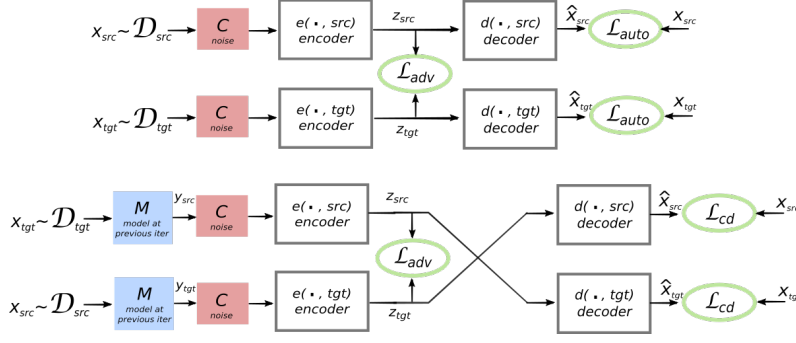 x_src ~ D_src
C
noise
e(·, src)
encoder
z_src
d(·, src)
decoder
x̂_src
L_auto
x_src
L_adv
x_tgt ~ D_tgt
C
noise
e(·, tgt)
encoder
z_tgt
d(·, tgt)
decoder
x̂_tgt
L_auto
x_tgt
x_tgt ~ D_tgt
M
model at
previous iter
y_src
C
noise
e(·, src)
encoder
z_src
d(·, src)
decoder
x̂_src
L_cd
x_src
L_adv
x_src ~ D_src
M
model at
previous iter
y_tgt
C
noise
e(·, tgt)
encoder
z_tgt
d(·, tgt)
decoder
x̂_tgt
L_cd
x_tgt